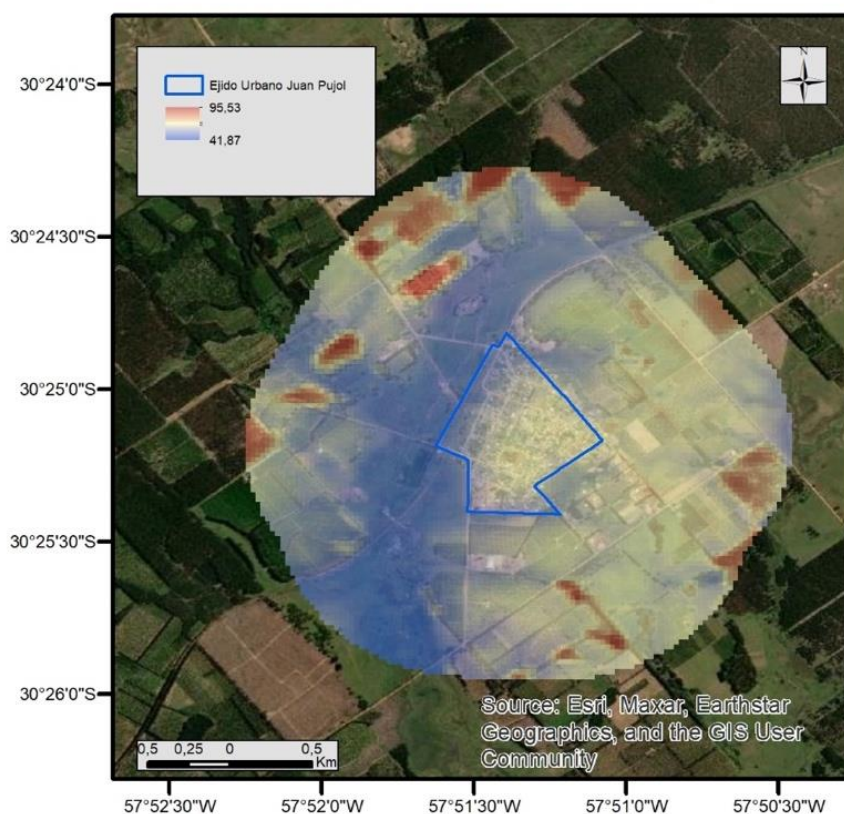 N
Ejido Urbano Juan Pujol
95,53
41,87
30°24'0"S
30°24'30"S
30°25'0"S
30°25'30"S
30°26'0"S
Source: Esri, Maxar, Earthstar
Geographics, and the GIS User
Community
0,5 0,25 0 0,5
Km
57°52'30"W 57°52'0"W 57°51'30"W 57°51'0"W 57°50'30"W